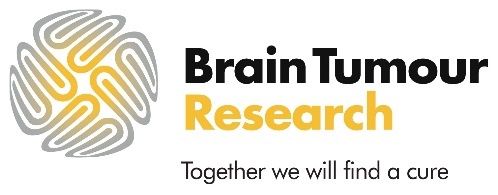 Brain Tumour
Research
Together we will find a cure